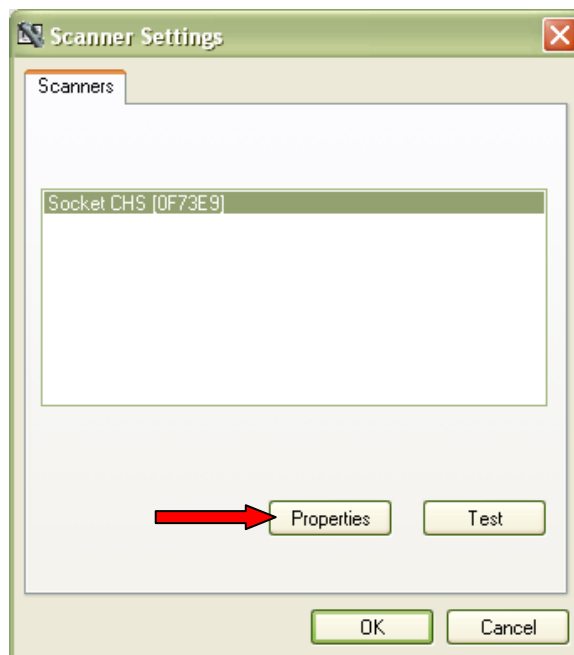 Scanner Settings
Scanners
Socket CHS [0F73E9]
Properties Test
OK Cancel